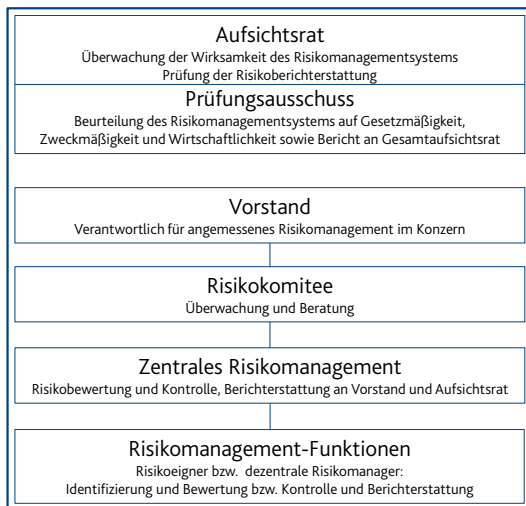 Aufsichtsrat
Überwachung der Wirksamkeit des Risikomanagementsystems
Prüfung der Risikoberichterstattung
Prüfungsausschuss
Beurteilung des Risikomanagementsystems auf Gesetzmäßigkeit,
Zweckmäßigkeit und Wirtschaftlichkeit sowie Bericht an Gesamtaufsichtsrat
Vorstand
Verantwortlich für angemessenes Risikomanagement im Konzern
Risikokomitee
Überwachung und Beratung
Zentrales Risikomanagement
Risikobewertung und Kontrolle, Berichterstattung an Vorstand und Aufsichtsrat
Risikomanagement-Funktionen
Risikoeigner bzw. dezentrale Risikomanager:
Identifizierung und Bewertung bzw. Kontrolle und Berichterstattung